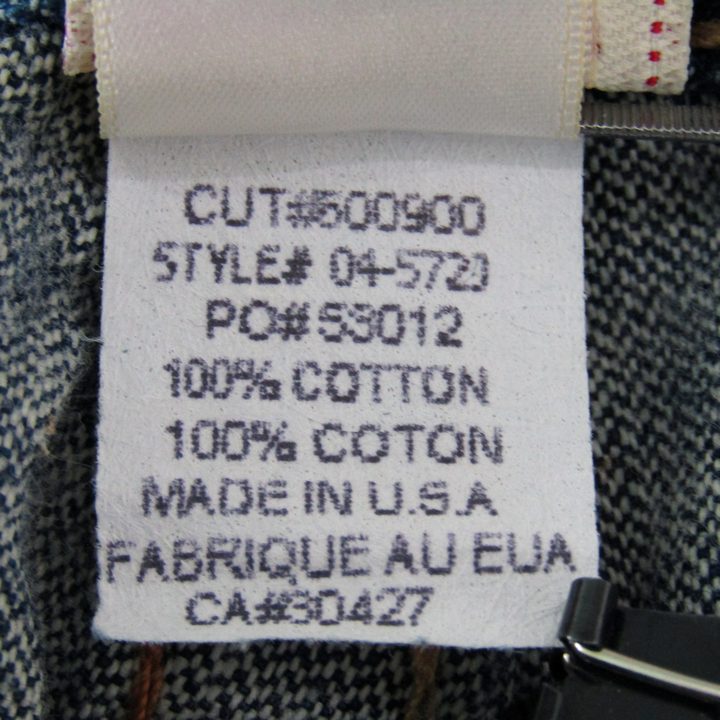 CUT#500900
STYLE# 04-5720
PO# 53012
100% COTTON
100% COTON
MADE IN U.S.A
FABRIQUE AU EUA
CA#30427